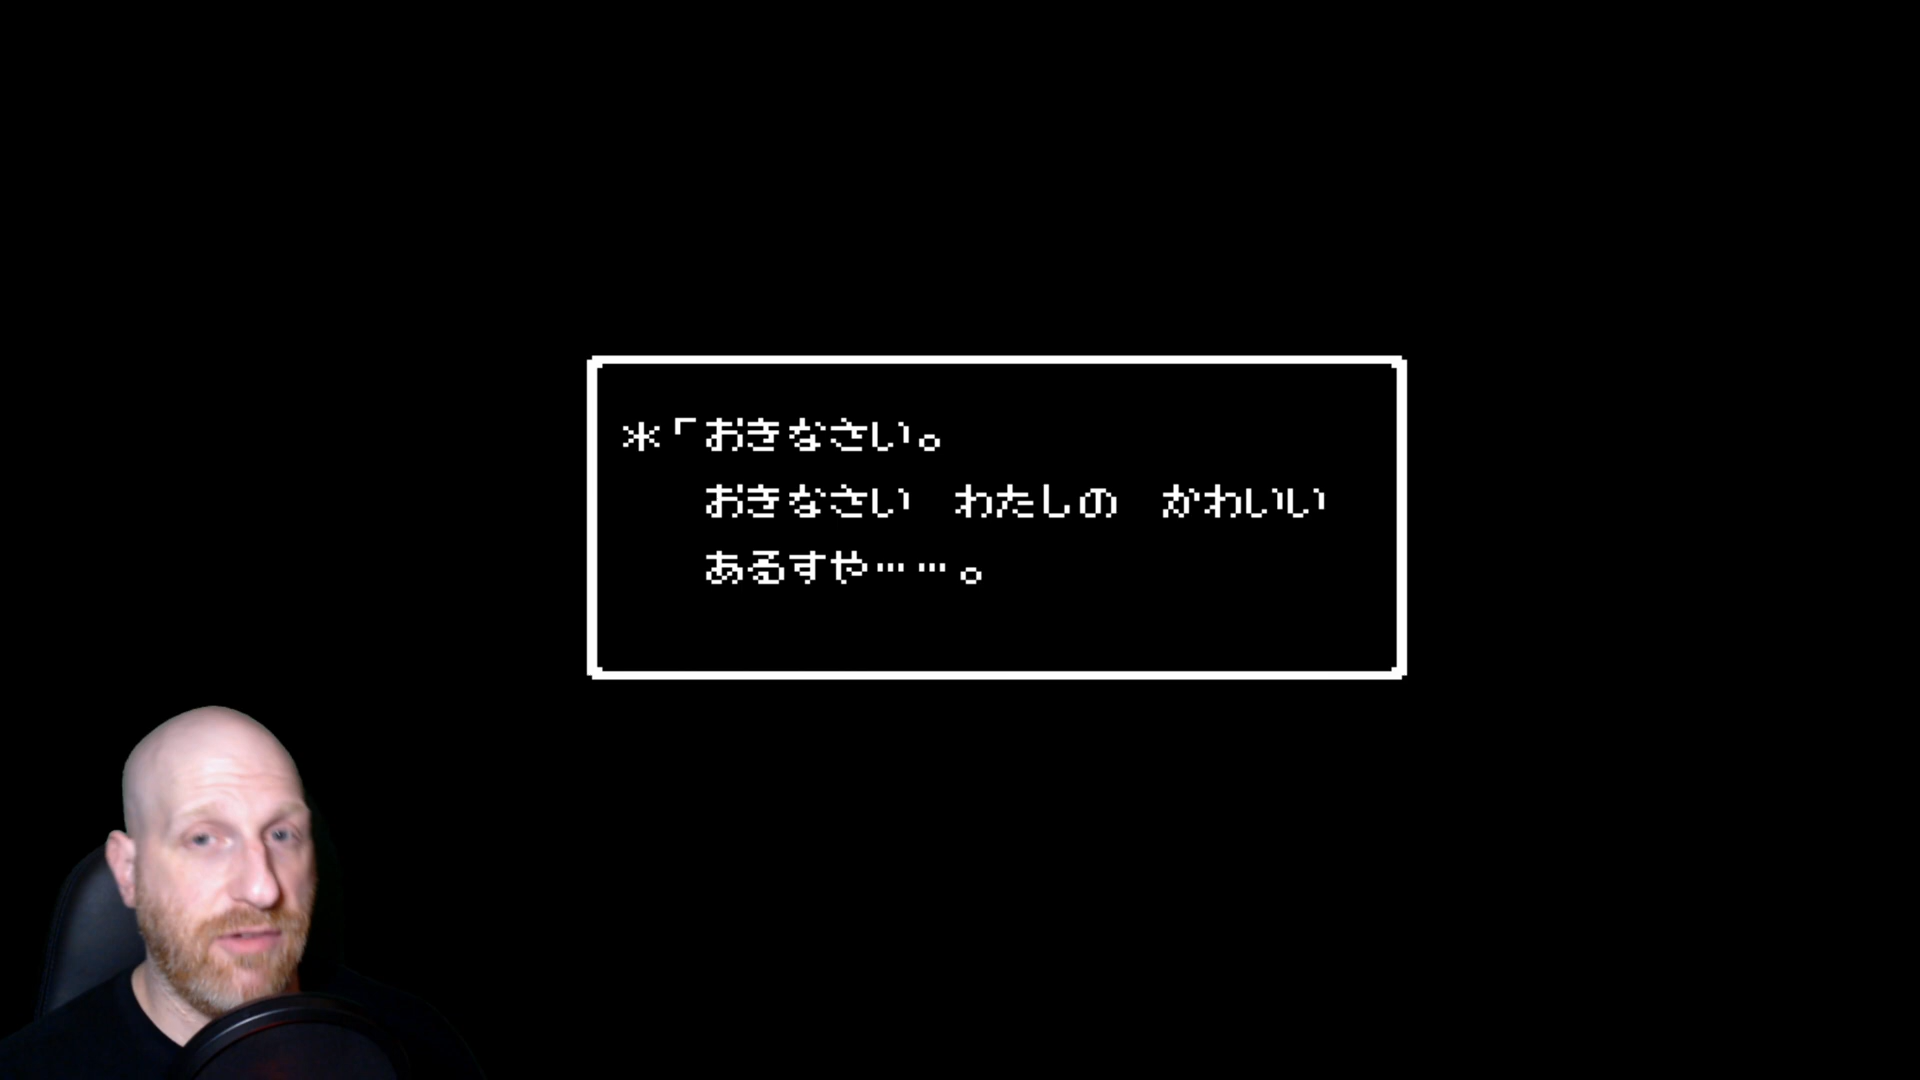 ＊「おきなさい。
おきなさい　わたしの　かわいい
あるすや……。